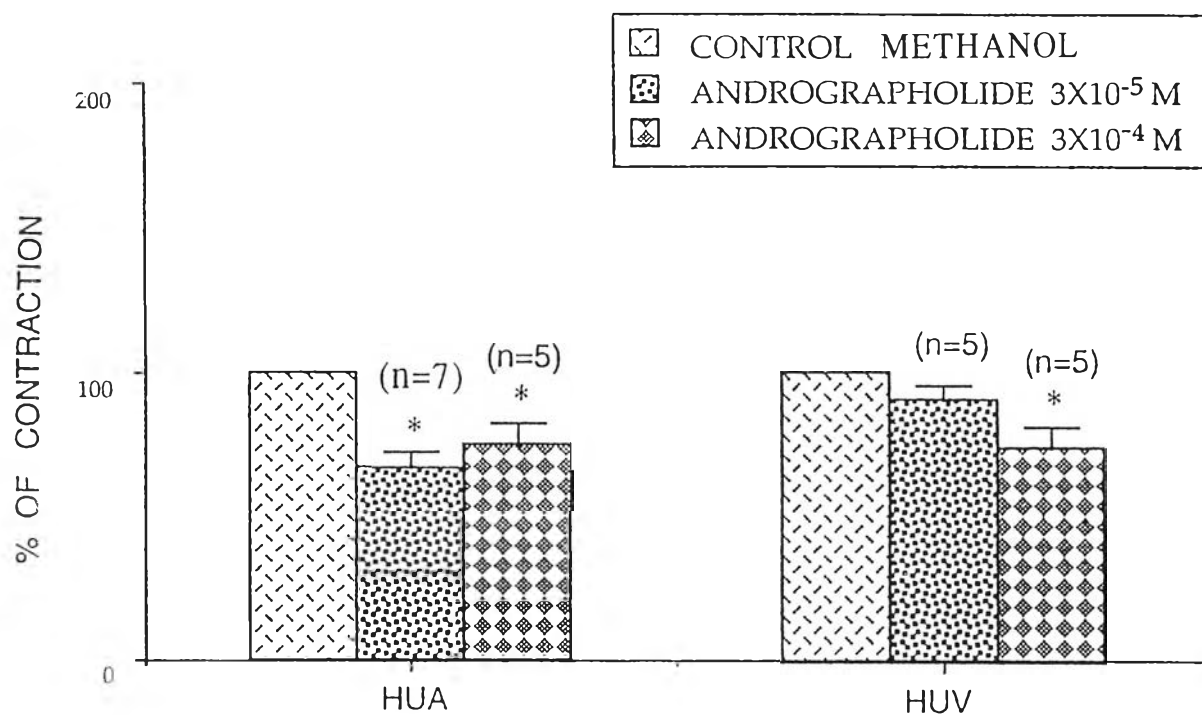 CONTROL METHANOL
ANDROGRAPHOLIDE 3X10⁻⁵ M
ANDROGRAPHOLIDE 3X10⁻⁴ M
% OF CONTRACTION
200
100
0
(n=7)
*
(n=5)
*
(n=5)
(n=5)
*
HUA
HUV